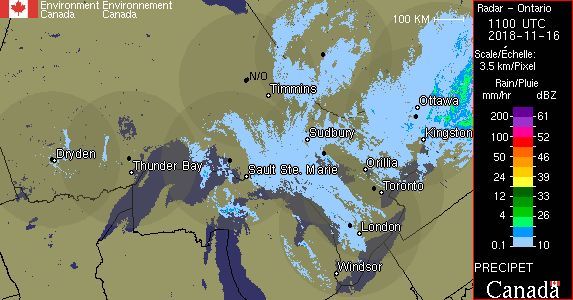 Environment Environnement
Canada Canada
100 KM
N/O
Timmins
Ottawa
Sudbury
Kingston
Dryden
Thunder Bay
Sault Ste. Marie
Orillia
Toronto
London
Windsor
Radar - Ontario
1100 UTC
2018-11-16
Scale/Échelle:
3.5 km/Pixel
Rain/Pluie
mm/hr dBZ
200 61
100 52
50 46
24 39
12 33
4 26
0.1 10
PRECIPET
Canada